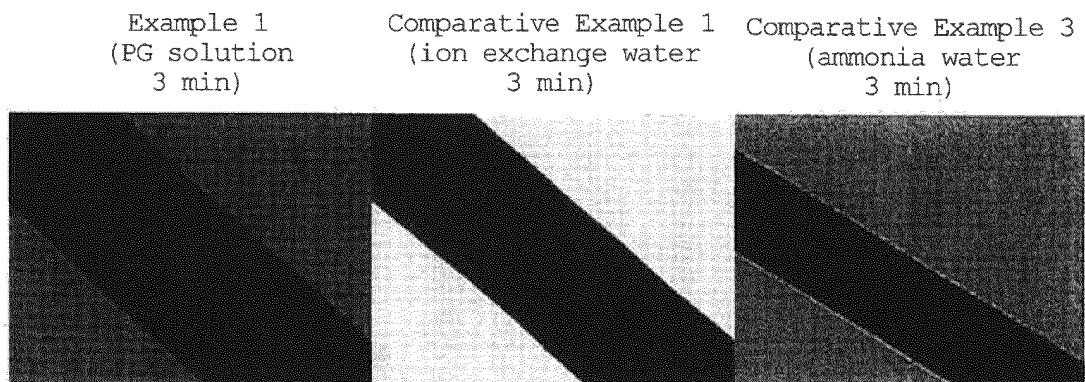 Example 1
(PG solution
3 min)
Comparative Example 1
(ion exchange water
3 min)
Comparative Example 3
(ammonia water
3 min)